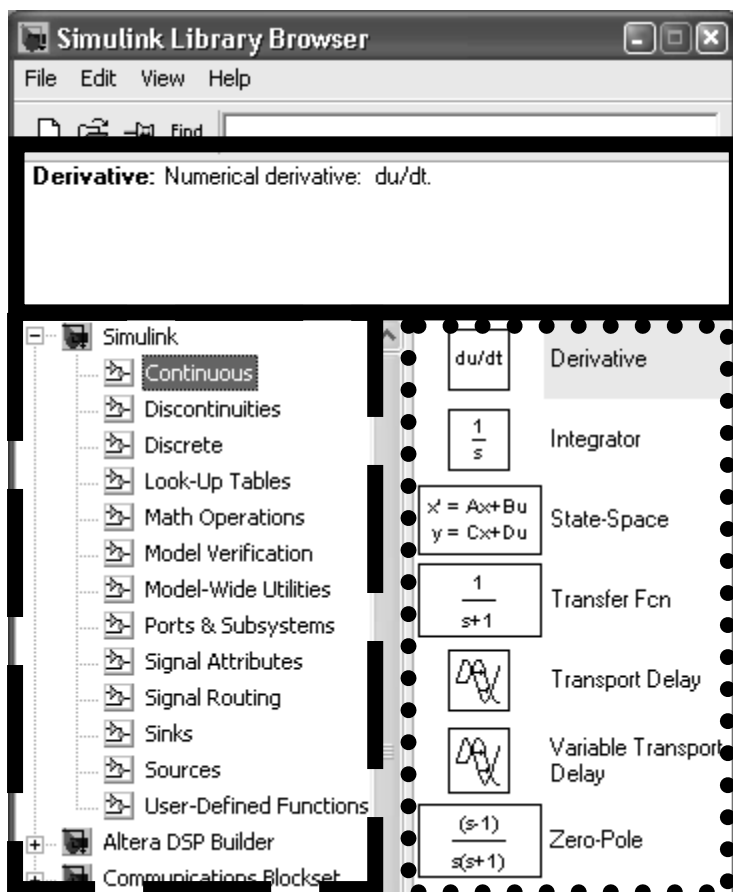 Simulink Library Browser
File Edit View Help
Find
Derivative: Numerical derivative: du/dt.
Simulink
Continuous
Discontinuities
Discrete
Look-Up Tables
Math Operations
Model Verification
Model-Wide Utilities
Ports & Subsystems
Signal Attributes
Signal Routing
Sinks
Sources
User-Defined Functions
Altera DSP Builder
Communications Blockset
du/dt Derivative
1
s
Integrator
x' = Ax+Bu
y = Cx+Du
State-Space
1
s+1
Transfer Fcn
Transport Delay
Variable Transport
Delay
(s-1)
s(s+1)
Zero-Pole